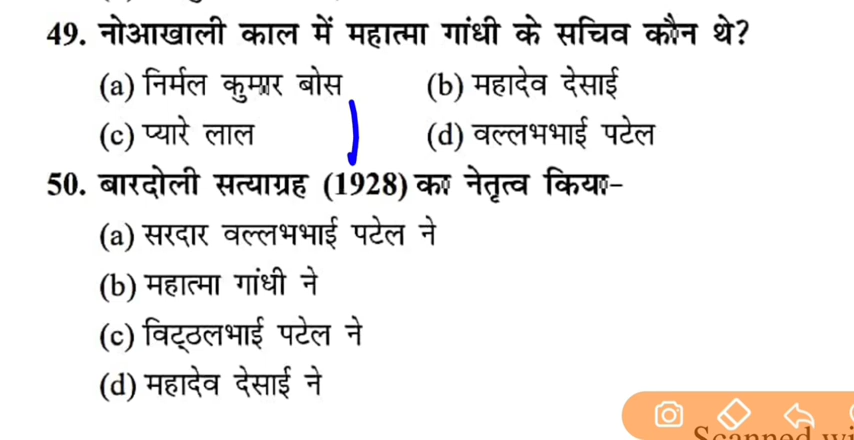 49. नोआखाली काल में महात्मा गांधी के सचिव कौन थे?
(a) निर्मल कुमार बोस (b) महादेव देसाई
(c) प्यारे लाल (d) वल्लभभाई पटेल
50. बारदोली सत्याग्रह (1928) का नेतृत्व किया-
(a) सरदार वल्लभभाई पटेल ने
(b) महात्मा गांधी ने
(c) विट्ठलभाई पटेल ने
(d) महादेव देसाई ने
Scanned